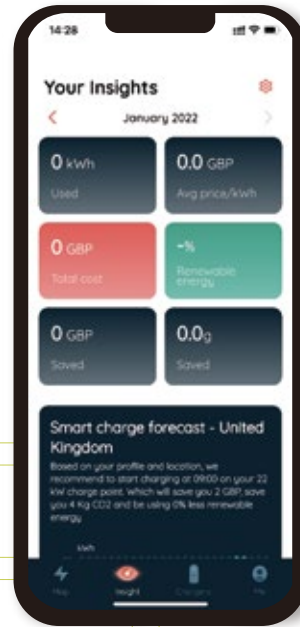 14:28
Your Insights
January 2022
0 kWh
Used
0.0 GBP
Avg price/kWh
0 GBP
Total cost
-%
Renewable
energy
0 GBP
Saved
0.0g
Saved
Smart charge forecast - United
Kingdom
Based on your profile and location, we
recommend to start charging at 09:00 on your 22
kW charge point. Which will save you 2 GBP, save
you 4 Kg CO2 and be using 0% less renewable
energy
kWh
Map
Insight
Chargers
Me